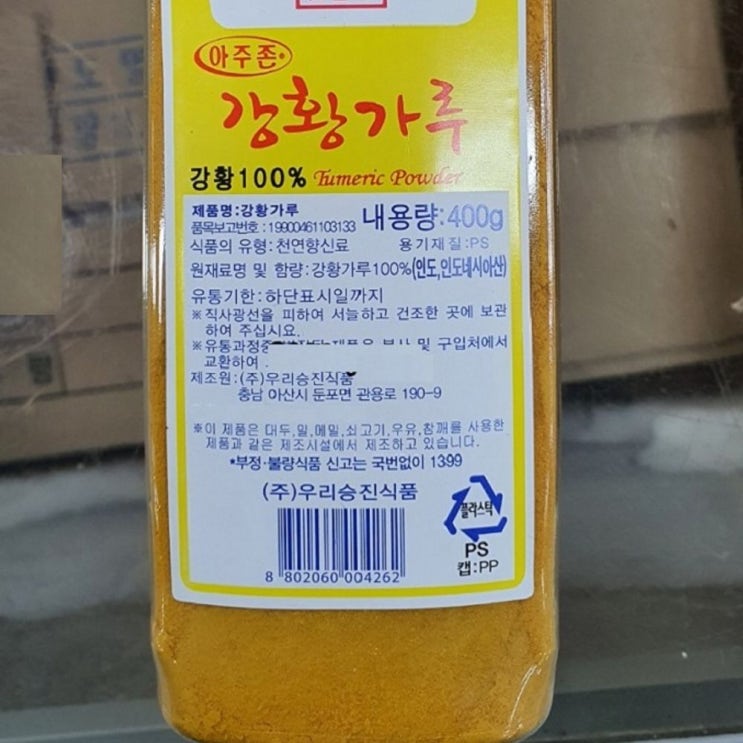 아주존
강황가루
강황100% Tumeric Powder
제품명:강황가루
품목보고번호:19900461103133 내용량:400g
식품의 유형:천연향신료 용기재질:PS
원재료명 및 함량:강황가루100%(인도,인도네시아산)
유통기한:하단표시일까지
※직사광선을 피하여 서늘하고 건조한 곳에 보관
하여 주십시요.
※유통과정중 및 구입처에서
교환하여
제조원:(주)우리승진식품
충남 아산시 둔포면 관용로 190-9
※이 제품은 대두,밀,메밀,쇠고기,우유,참깨를 사용한
제품과 같은 제조시설에서 제조하고 있습니다.
*부정·불량식품 신고는 국번없이 1399
(주)우리승진식품
플라스틱
PS
캡:PP
8 802060 004262